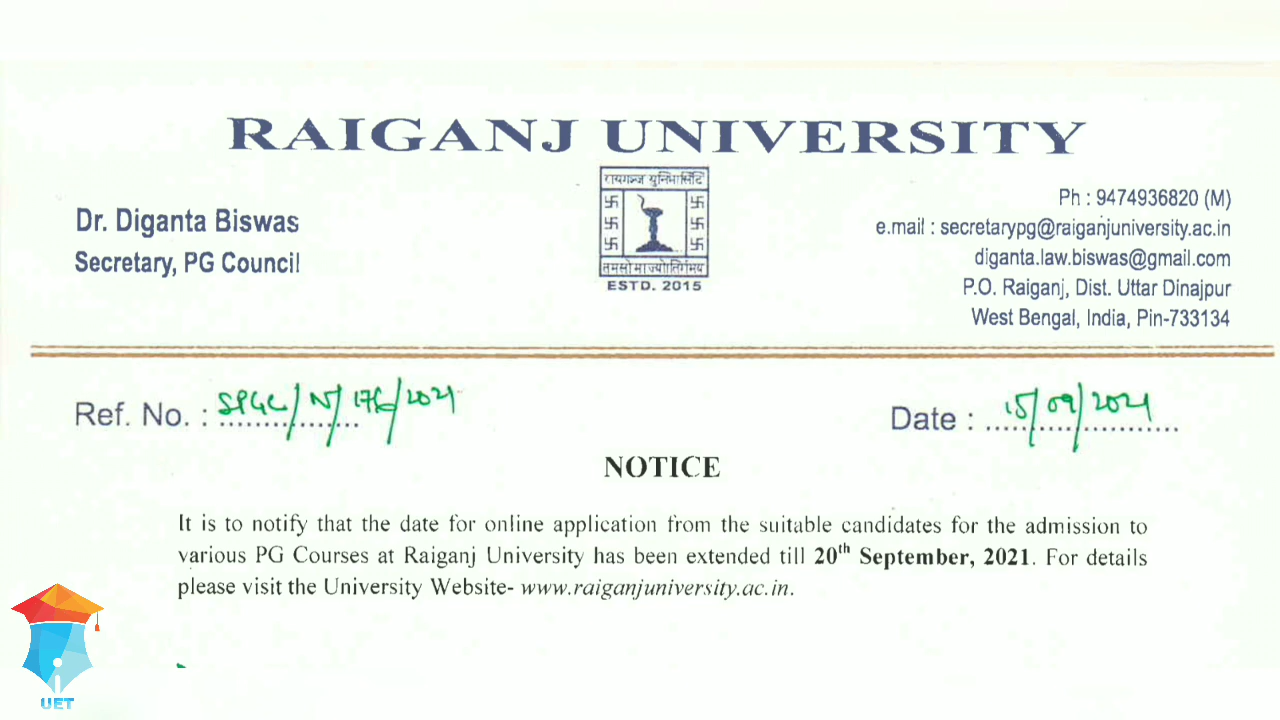 RAIGANJ UNIVERSITY
रायगञ्ज युनिभार्सिटि
तमसो मा ज्योतिर्गमय
ESTD. 2015
Dr. Diganta Biswas
Secretary, PG Council
Ph : 9474936820 (M)
e.mail : secretarypg@raiganjuniversity.ac.in
diganta.law.biswas@gmail.com
P.O. Raiganj, Dist. Uttar Dinajpur
West Bengal, India, Pin-733134
Ref. No. : SPGC/N/176/2021
Date : 15/09/2021
NOTICE
It is to notify that the date for online application from the suitable candidates for the admission to
various PG Courses at Raiganj University has been extended till 20th September, 2021. For details
please visit the University Website- www.raiganjuniversity.ac.in.
UET